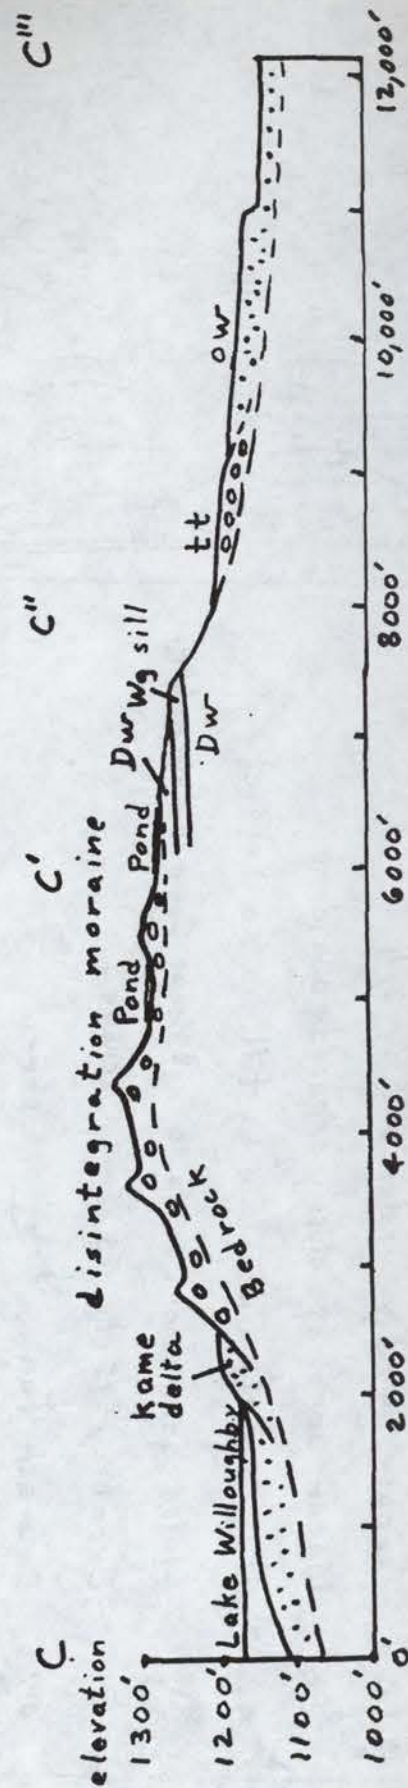 C C' C" C'''
elevation
disintegration moraine
1300'
1200'
1100'
1000'
Lake Willoughby
kame
delta
Bedrock
Pond
Pond
Dw
Wg sill
Dw
tt
ow
0' 2000' 4000' 6000' 8000' 10,000' 12,000'